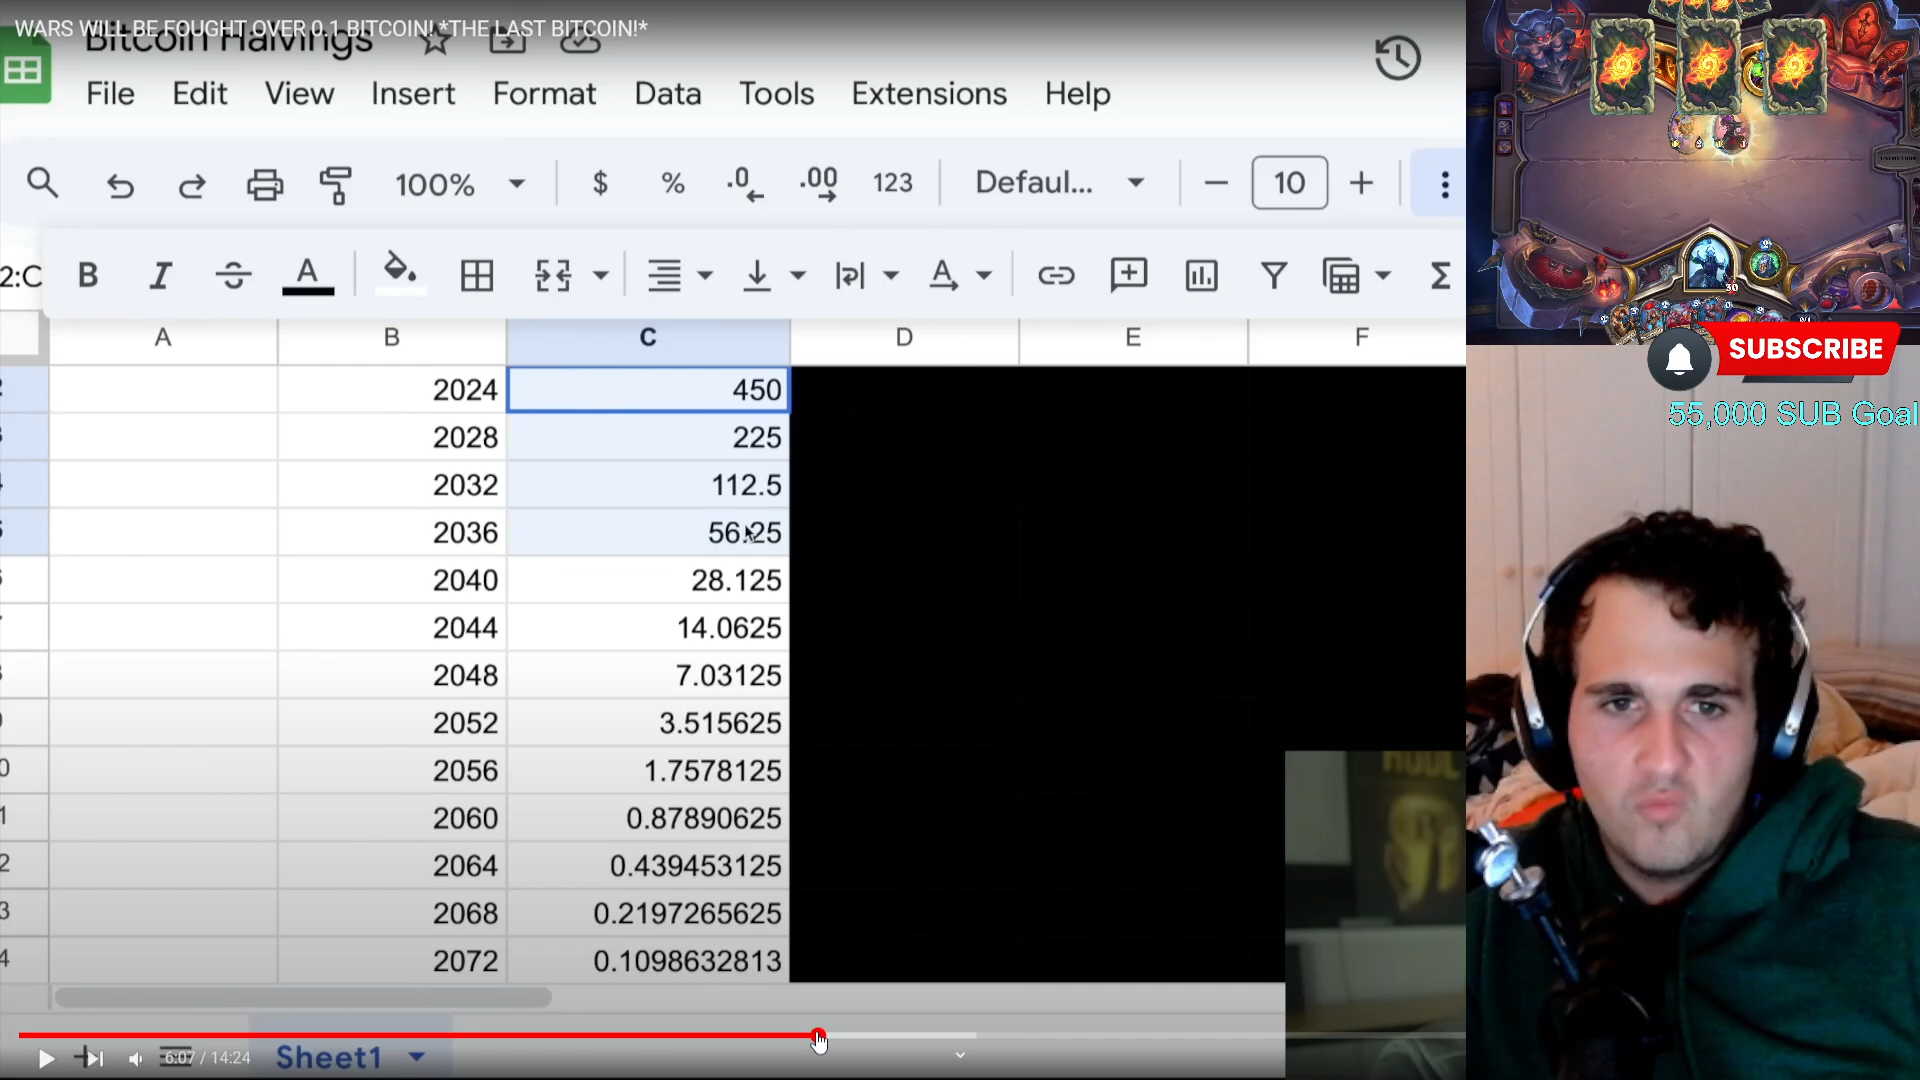 WARS WILL BE FOUGHT OVER 0.1 BITCOIN! *THE LAST BITCOIN!*
Bitcoin Halvings
File Edit View Insert Format Data Tools Extensions Help
100% $ % .0 .00 123 Defaul... 10
2:C B I S A A Σ
A B C D E F
2024 450
2028 225
2032 112.5
2036 56.25
2040 28.125
2044 14.0625
2048 7.03125
2052 3.515625
2056 1.7578125
2060 0.87890625
2064 0.439453125
2068 0.2197265625
2072 0.1098632813
6:07 / 14:24
Sheet1
HODL
30
SUBSCRIBE
55,000 SUB Goal